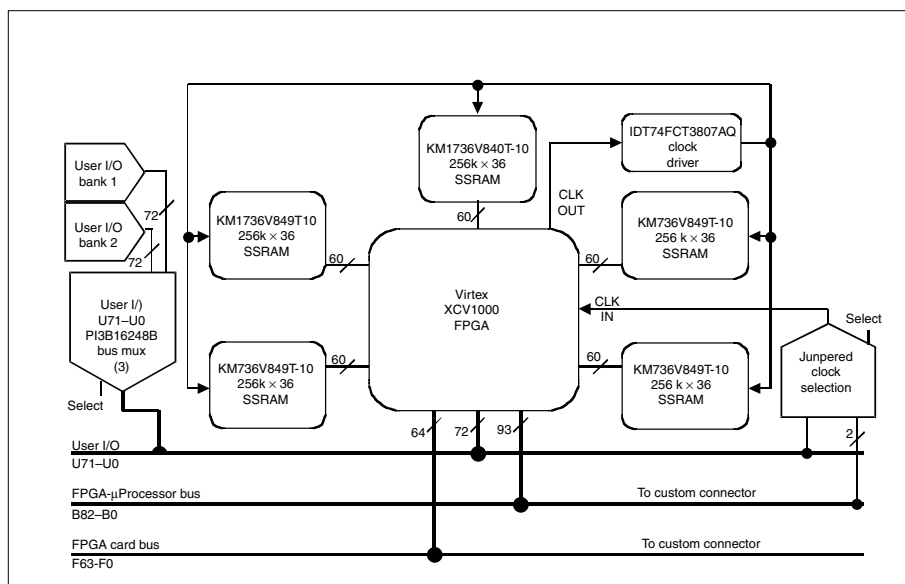 KM1736V840T-10
256k × 36
SSRAM
IDT74FCT3807AQ
clock
driver
User I/O
bank 1
User I/O
bank 2
72
72
CLK
OUT
60
KM1736V849T10
256k × 36
SSRAM
KM736V849T-10
256 k × 36
SSRAM
60
60
User I/)
U71–U0
PI3B16248B
bus mux
(3)
Select
Virtex
XCV1000
FPGA
CLK
IN
Select
Junpered
clock
selection
KM736V849T-10
256k × 36
SSRAM
60
60
KM736V849T-10
256 k × 36
SSRAM
64
72
93
2
User I/O
U71–U0
FPGA-μProcessor bus
To custom connector
B82–B0
FPGA card bus
To custom connector
F63-F0